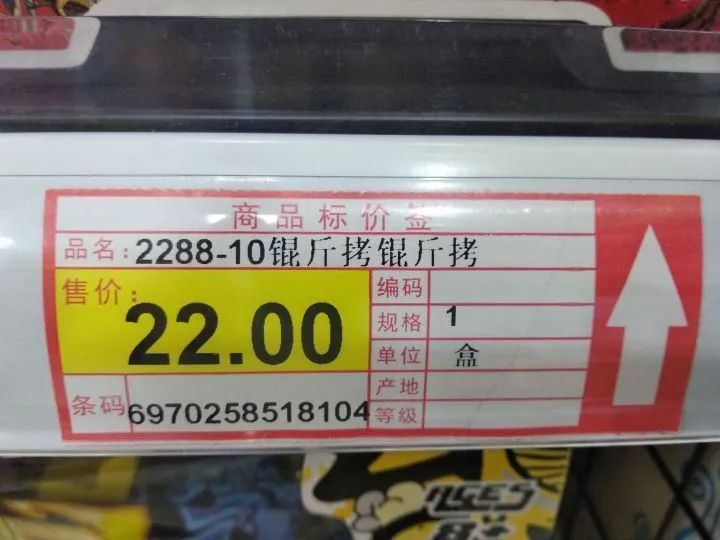 商品标价签
品名:2288-10锟斤拷锟斤拷
售价:
22.00
编码
规格 1
单位 盒
产地
条码 6970258518104
等级